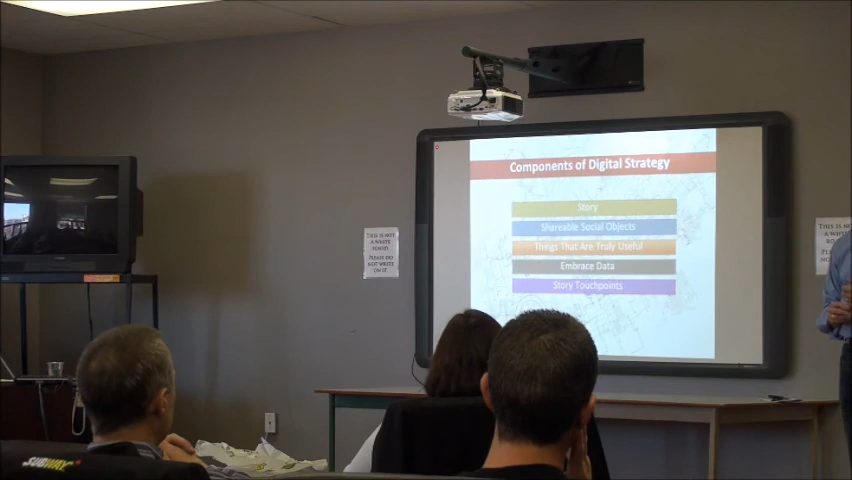 Components of Digital Strategy
Story
Shareable Social Objects
Things That Are Truly Useful
Embrace Data
Story Touchpoints
THIS IS NOT
A WHITE
BOARD.
PLEASE DO
NOT WRITE
ON IT.
SUBWAY